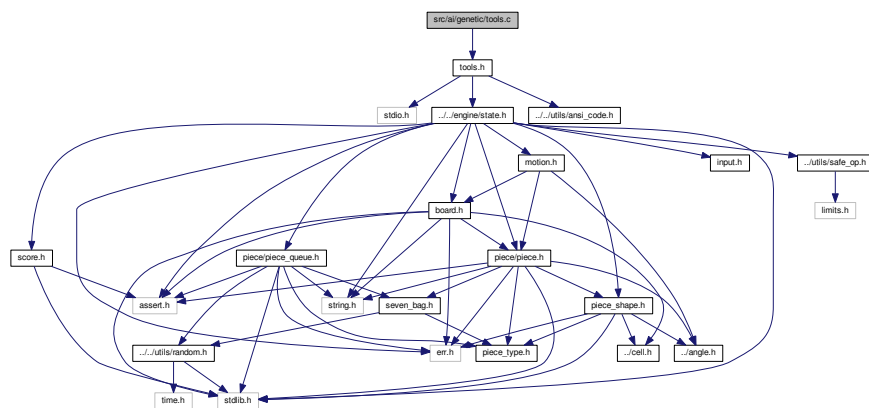 src/ai/genetic/tools.c
tools.h
stdio.h
../../engine/state.h
../../utils/ansi_code.h
motion.h
input.h
../utils/safe_op.h
board.h
limits.h
score.h
piece/piece_queue.h
piece/piece.h
assert.h
string.h
seven_bag.h
piece_shape.h
../../utils/random.h
err.h
piece_type.h
../cell.h
../angle.h
time.h
stdlib.h